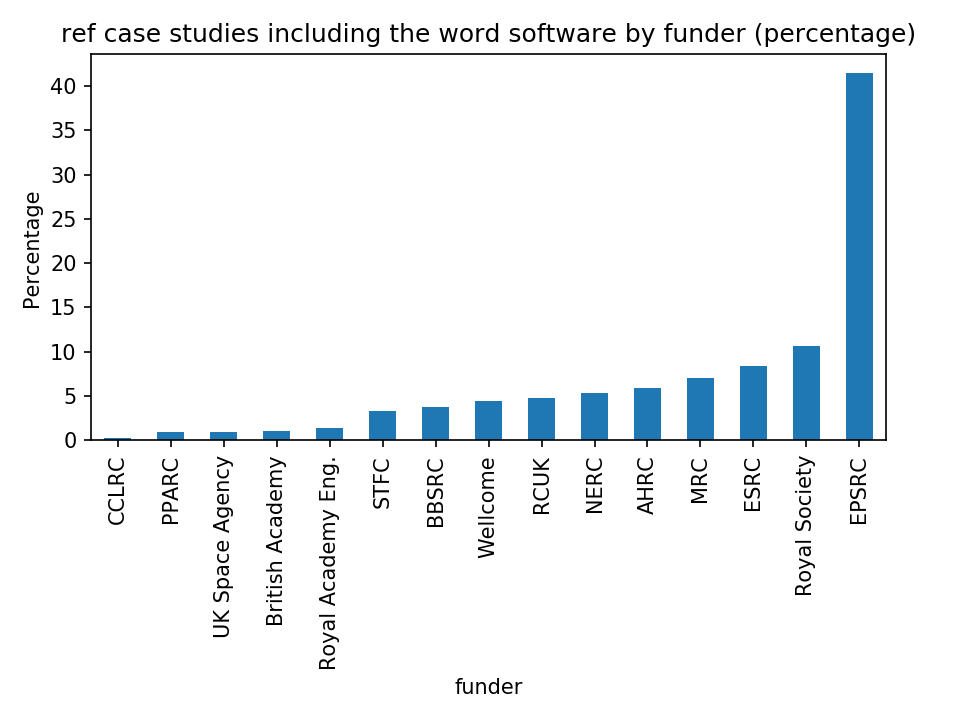 ref case studies including the word software by funder (percentage)
Percentage
40
35
30
25
20
15
10
5
0
CCLRC
PPARC
UK Space Agency
British Academy
Royal Academy Eng.
STFC
BBSRC
Wellcome
RCUK
NERC
AHRC
MRC
ESRC
Royal Society
EPSRC
funder